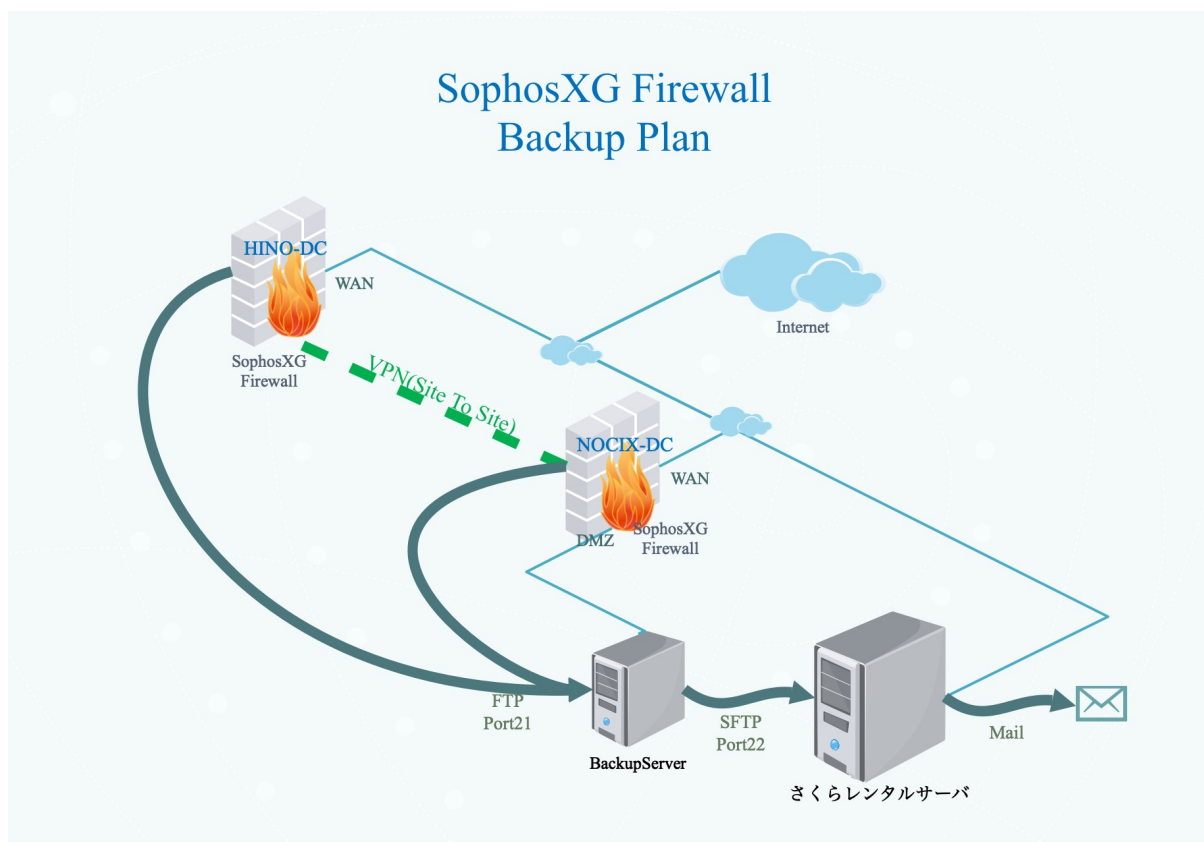 SophosXG Firewall
Backup Plan
HINO-DC
WAN
SophosXG
Firewall
Internet
VPN(Site To Site)
NOCIX-DC
WAN
DMZ
SophosXG
Firewall
FTP
Port21
BackupServer
SFTP
Port22
Mail
さくらレンタルサーバ